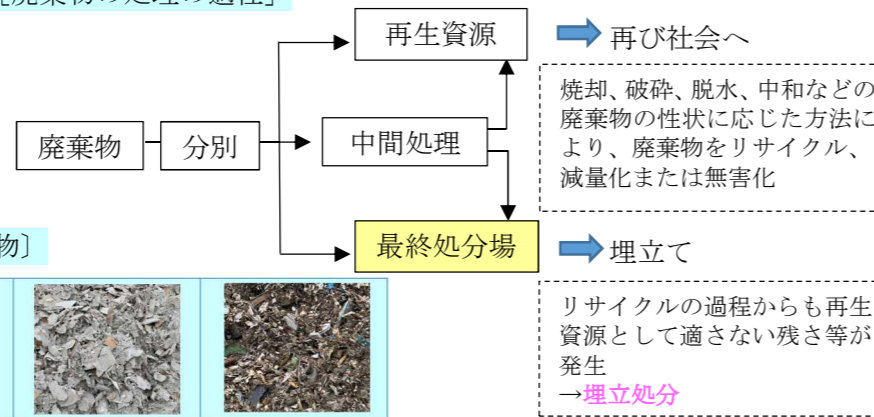 廃棄物の処理の過程〕
再生資源
再び社会へ
焼却、破砕、脱水、中和などの
廃棄物の性状に応じた方法に
より、廃棄物をリサイクル、
減量化または無害化
廃棄物
分別
中間処理
最終処分場
埋立て
物〕
リサイクルの過程からも再生
資源として適さない残さ等が
発生
→埋立処分